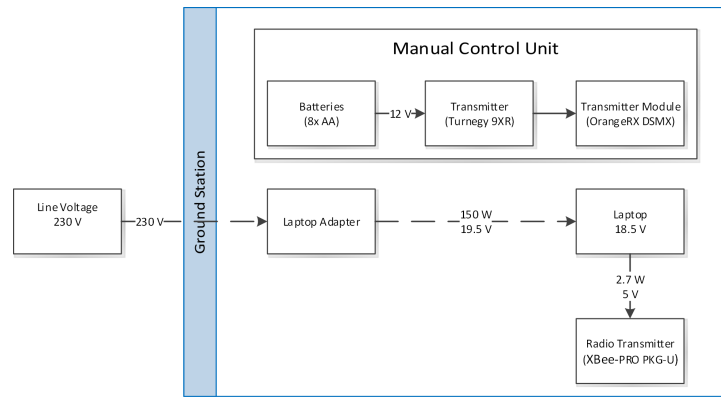 Manual Control Unit
Batteries
(8x AA)
12 V
Transmitter
(Turnegy 9XR)
Transmitter Module
(OrangeRX DSMX)
Ground Station
Line Voltage
230 V
230 V
Laptop Adapter
150 W
19.5 V
Laptop
18.5 V
2.7 W
5 V
Radio Transmitter
(XBee-PRO PKG-U)